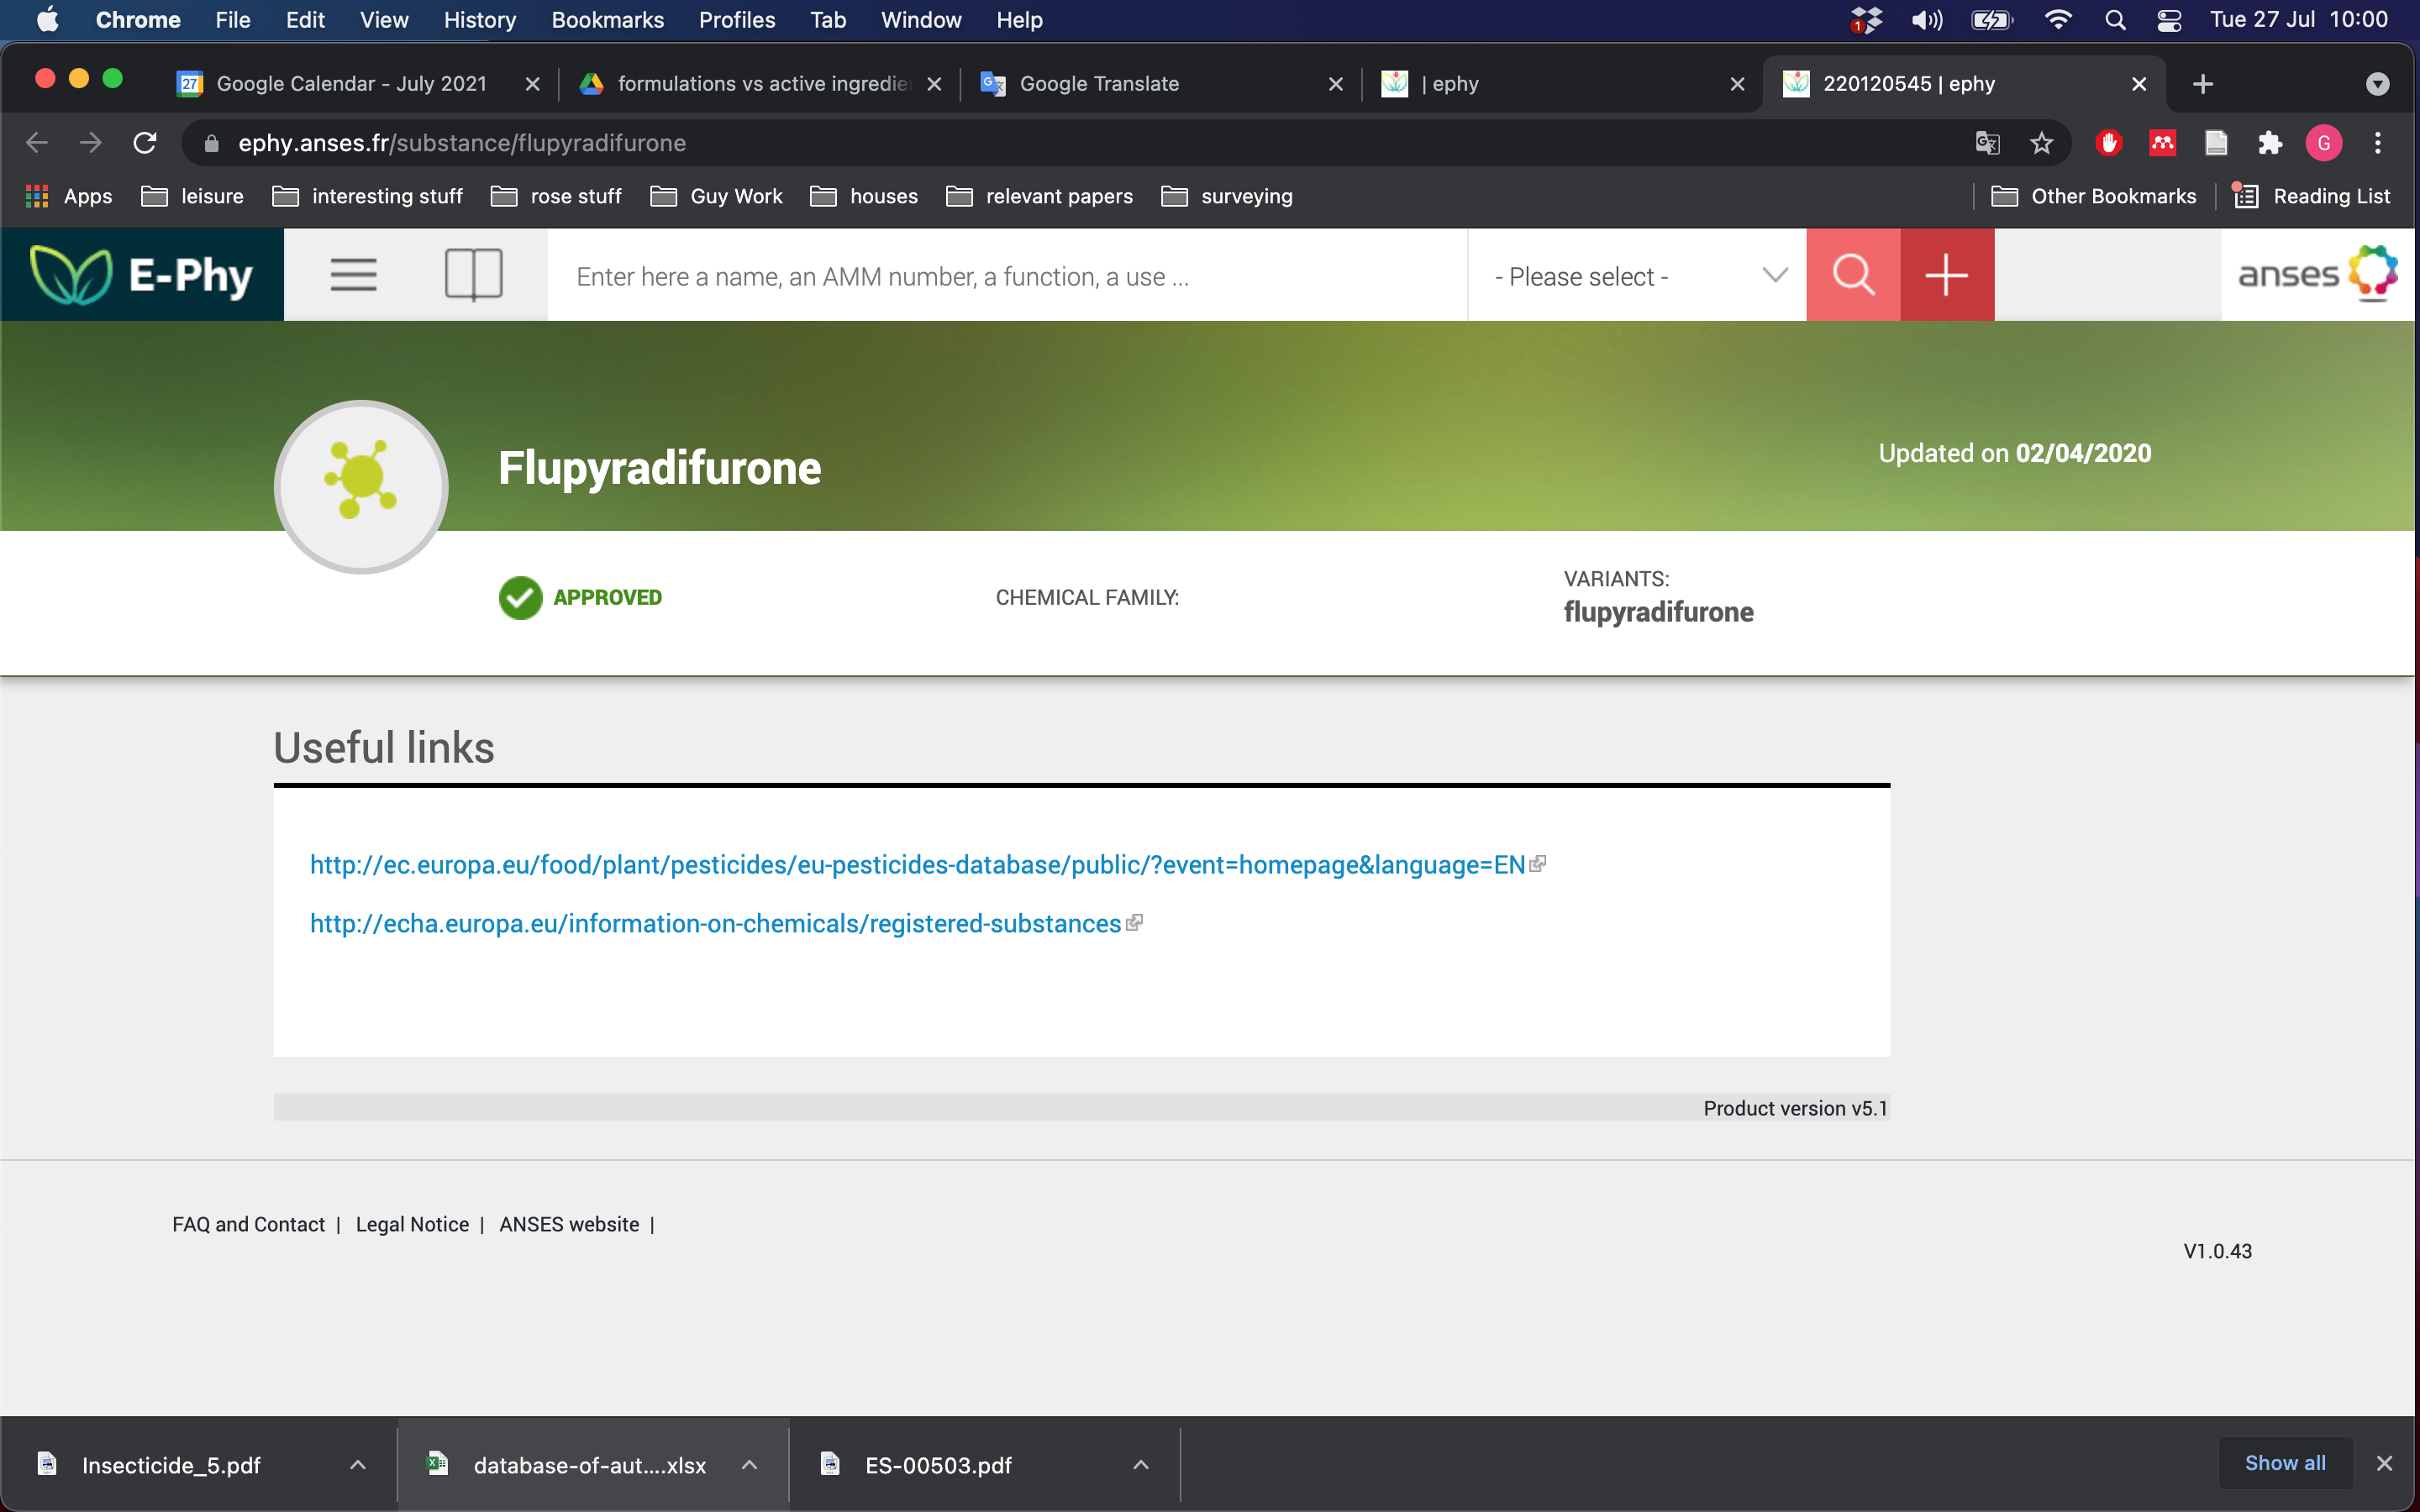 Chrome File Edit View History Bookmarks Profiles Tab Window Help 1 Tue 27 Jul 10:00
27 Google Calendar - July 2021 formulations vs active ingredie Google Translate | ephy 220120545 | ephy
ephy.anses.fr/substance/flupyradifurone G
Apps leisure interesting stuff rose stuff Guy Work houses relevant papers surveying Other Bookmarks Reading List
E-Phy Enter here a name, an AMM number, a function, a use ... - Please select - anses
Flupyradifurone
Updated on 02/04/2020
APPROVED
CHEMICAL FAMILY:
VARIANTS:
flupyradifurone
Useful links
http://ec.europa.eu/food/plant/pesticides/eu-pesticides-database/public/?event=homepage&language=EN
http://echa.europa.eu/information-on-chemicals/registered-substances
Product version v5.1
FAQ and Contact | Legal Notice | ANSES website |
V1.0.43
Insecticide_5.pdf database-of-aut....xlsx ES-00503.pdf Show all